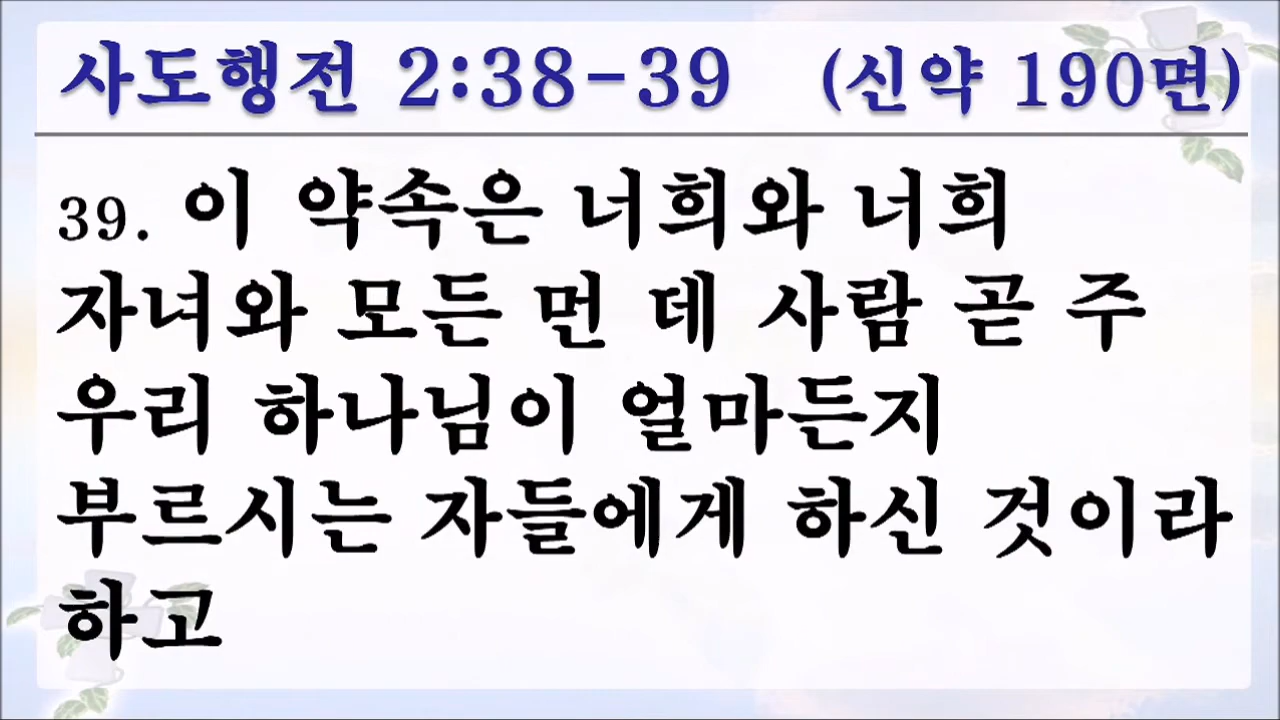 사도행전 2:38-39 (신약 190면)
39. 이 약속은 너희와 너희
자녀와 모든 먼 데 사람 곧 주
우리 하나님이 얼마든지
부르시는 자들에게 하신 것이라
하고